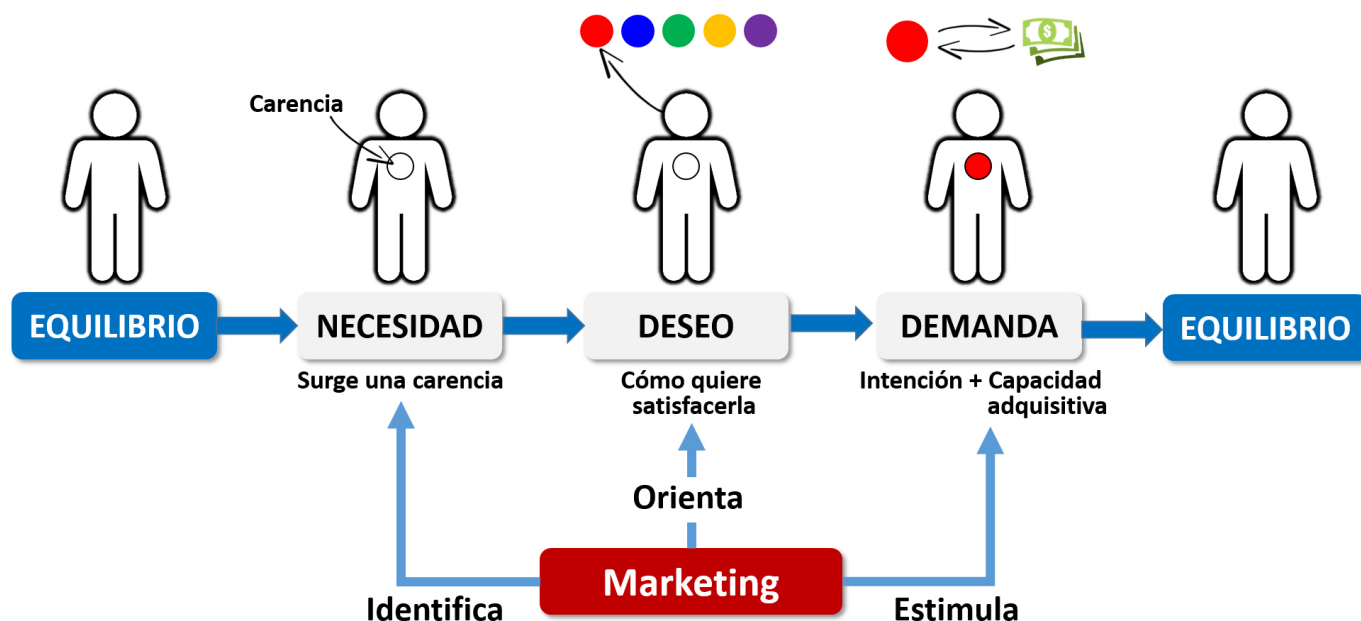 $
Carencia
EQUILIBRIO
NECESIDAD
DESEO
DEMANDA
EQUILIBRIO
Surge una carencia
Cómo quiere
satisfacerla
Intención + Capacidad
adquisitiva
Orienta
Marketing
Identifica
Estimula